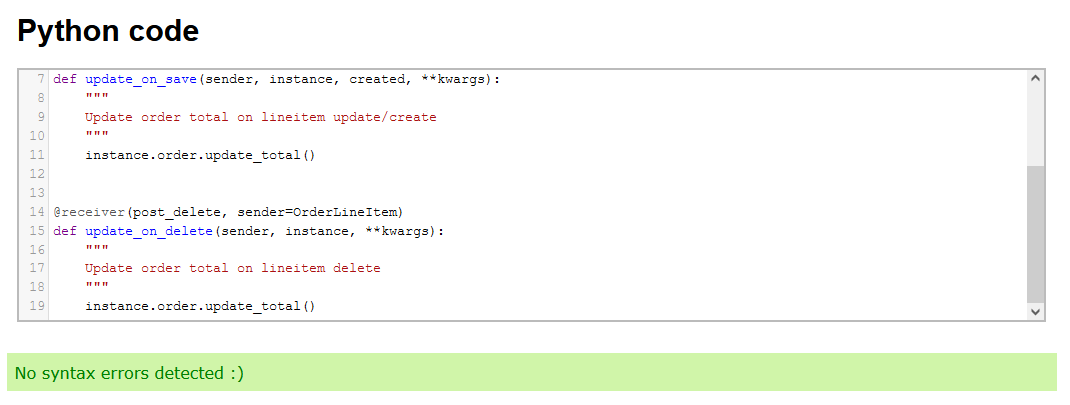 Python code
7 def update_on_save(sender, instance, created, **kwargs):
8     """
9     Update order total on lineitem update/create
10     """
11     instance.order.update_total()
12
13
14 @receiver(post_delete, sender=OrderLineItem)
15 def update_on_delete(sender, instance, **kwargs):
16     """
17     Update order total on lineitem delete
18     """
19     instance.order.update_total()
No syntax errors detected :)